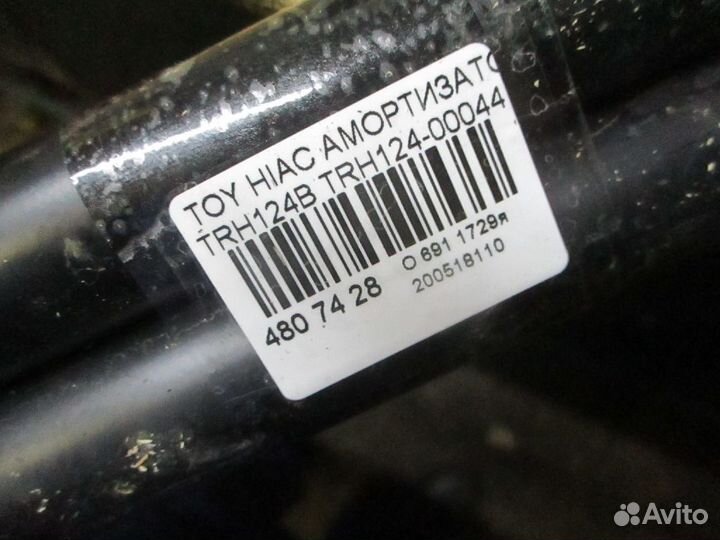 TOY HIAC АМОРТИЗАТО
TRH124B TRH124-00044
480 74 28
О 691 1729я
200518110
Avito